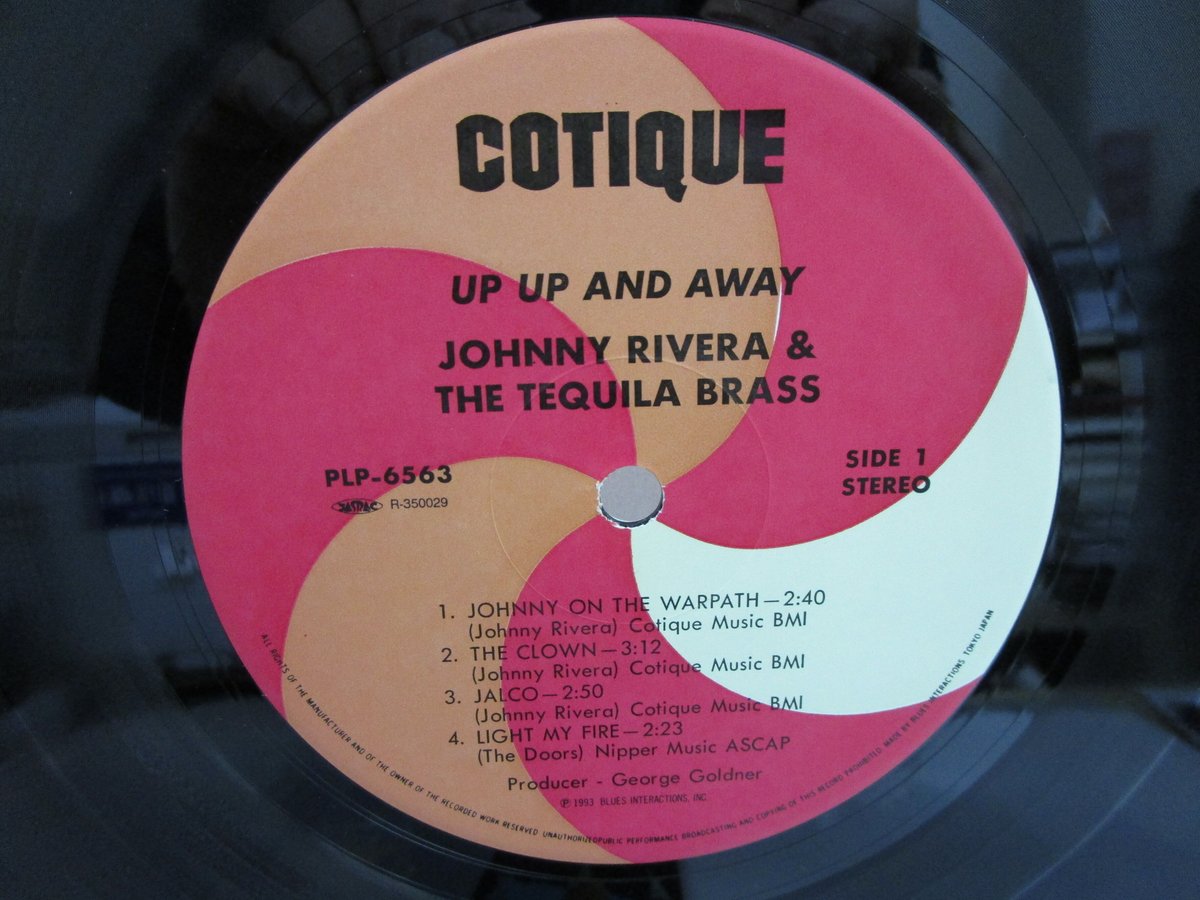 COTIQUE
UP UP AND AWAY
JOHNNY RIVERA &
THE TEQUILA BRASS
PLP-6563
JASRAC R-350029
SIDE 1
STEREO
1. JOHNNY ON THE WARPATH—2:40
(Johnny Rivera) Cotique Music BMI
2. THE CLOWN—3:12
(Johnny Rivera) Cotique Music BMI
3. JALCO—2:50
(Johnny Rivera) Cotique Music BMI
4. LIGHT MY FIRE—2:23
(The Doors) Nipper Music ASCAP
Producer - George Goldner
℗ 1993 BLUES INTERACTIONS, INC.
ALL RIGHTS OF THE MANUFACTURER AND OF THE OWNER OF THE RECORDED WORK RESERVED UNAUTHORIZEDPUBLIC PERFORMANCE BROADCASTING AND COPYING OF THIS RECORD PROHIBITED. MADE BY BLUES INTERACTIONS TOKYO JAPAN